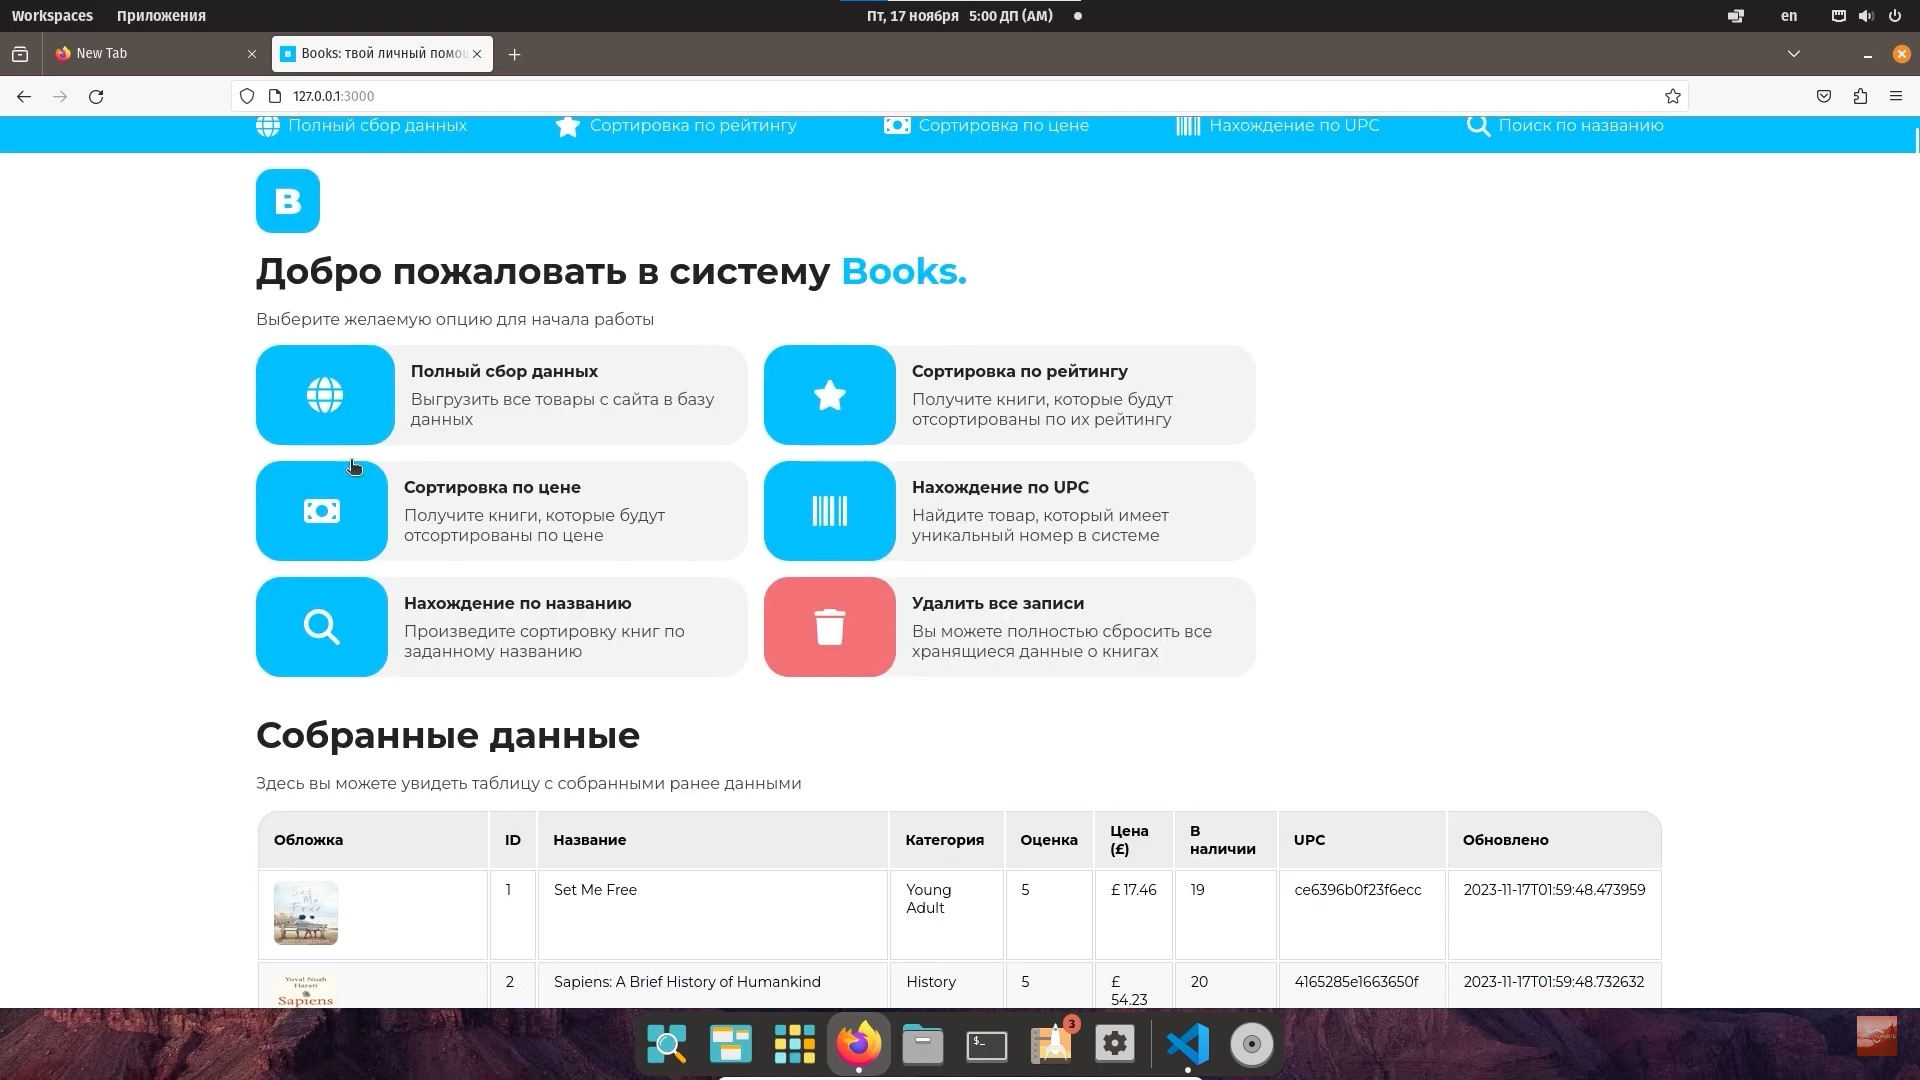 Workspaces Приложения Пт, 17 ноября 5:00 ДП (AM) en
New Tab Books: твой личный помо
127.0.0.1:3000
Полный сбор данных Сортировка по рейтингу Сортировка по цене Нахождение по UPC Поиск по названию
B
Добро пожаловать в систему Books.
Выберите желаемую опцию для начала работы
Полный сбор данных
Выгрузить все товары с сайта в базу
данных
Сортировка по рейтингу
Получите книги, которые будут
отсортированы по их рейтингу
Сортировка по цене
Получите книги, которые будут
отсортированы по цене
Нахождение по UPC
Найдите товар, который имеет
уникальный номер в системе
Нахождение по названию
Произведите сортировку книг по
заданному названию
Удалить все записи
Вы можете полностью сбросить все
хранящиеся данные о книгах
Собранные данные
Здесь вы можете увидеть таблицу с собранными ранее данными
Обложка ID Название Категория Оценка Цена (£) В наличии UPC Обновлено
Set Me Free
1 Set Me Free Young Adult 5 £ 17.46 19 ce6396b0f23f6ecc 2023-11-17T01:59:48.473959
Yuval Noah
Harari
Sapiens
2 Sapiens: A Brief History of Humankind History 5 £ 54.23 20 4165285e1663650f 2023-11-17T01:59:48.732632
$_
3